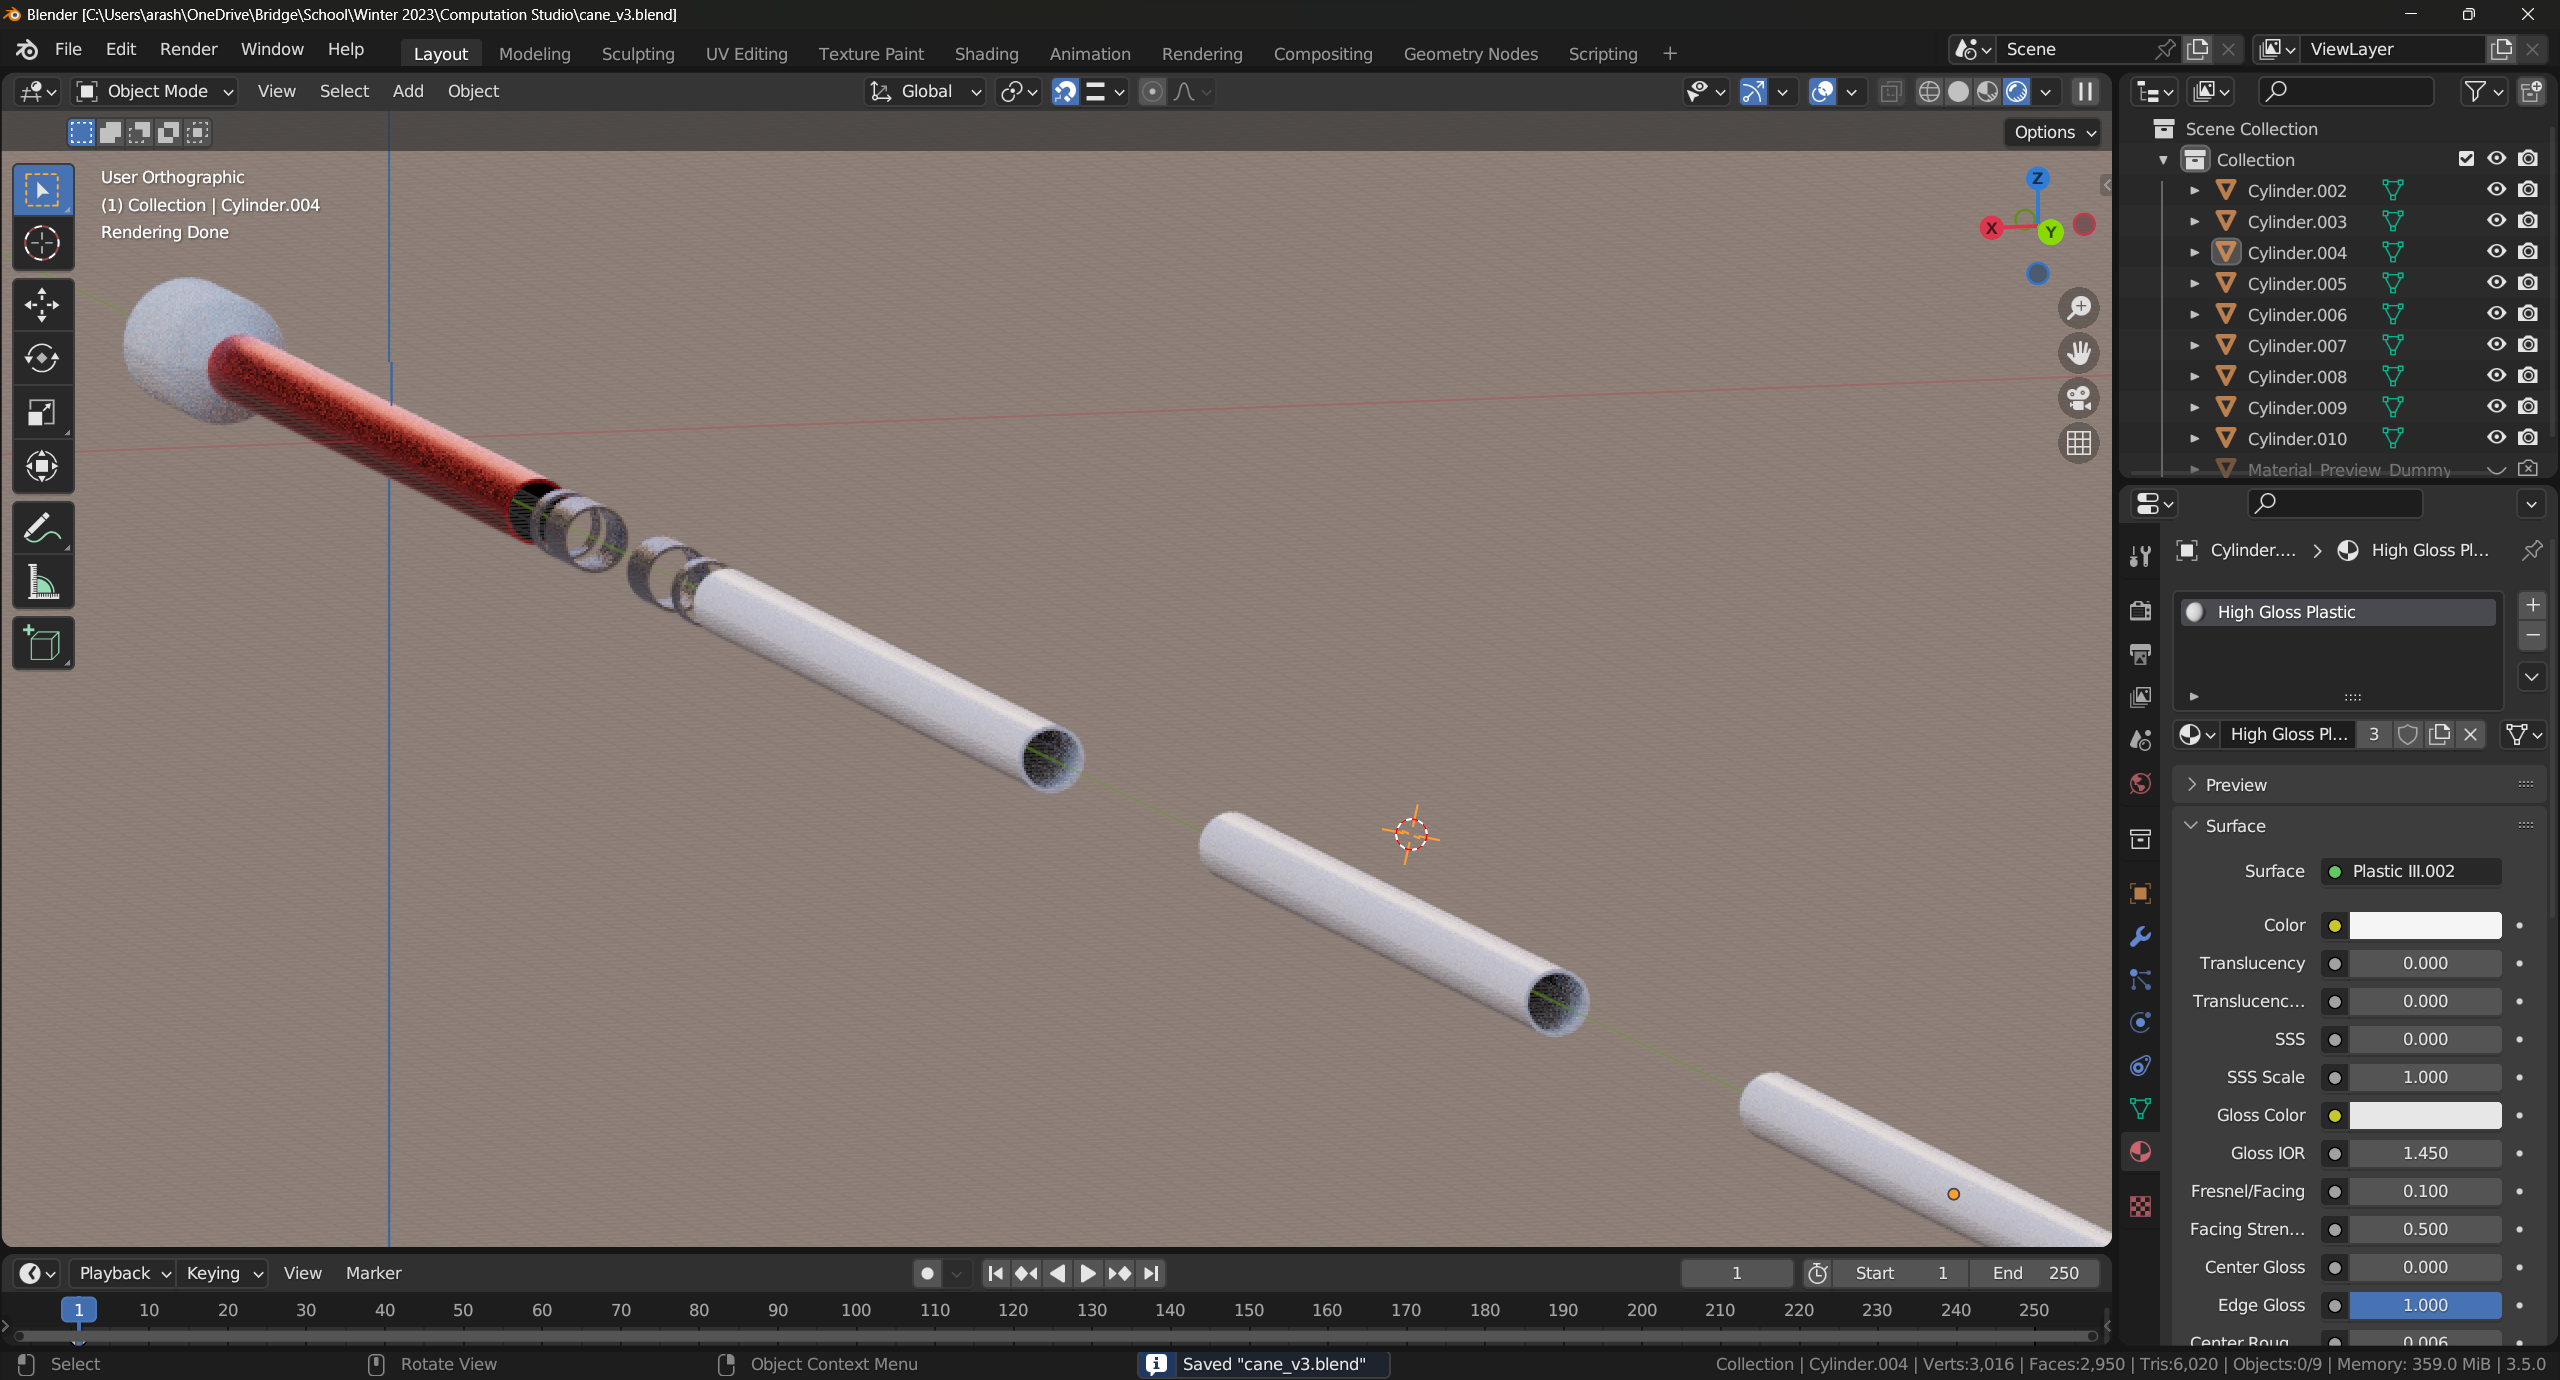 Blender [C:\Users\arash\OneDrive\Bridge\School\Winter 2023\Computation Studio\cane_v3.blend]
File Edit Render Window Help Layout Modeling Sculpting UV Editing Texture Paint Shading Animation Rendering Compositing Geometry Nodes Scripting + Scene ViewLayer
Object Mode View Select Add Object Global
Options
User Orthographic
(1) Collection | Cylinder.004
Rendering Done
Z
X
Y
Scene Collection
Collection
Cylinder.002
Cylinder.003
Cylinder.004
Cylinder.005
Cylinder.006
Cylinder.007
Cylinder.008
Cylinder.009
Cylinder.010
Material Preview Dummy
Cylinder.... > High Gloss Pl...
High Gloss Plastic
High Gloss Pl... 3
Preview
Surface
Surface Plastic III.002
Color
Translucency 0.000
Translucenc... 0.000
SSS 0.000
SSS Scale 1.000
Gloss Color
Gloss IOR 1.450
Fresnel/Facing 0.100
Facing Stren... 0.500
Center Gloss 0.000
Edge Gloss 1.000
Center Roug... 0.006
Playback Keying View Marker 1 Start 1 End 250
1 10 20 30 40 50 60 70 80 90 100 110 120 130 140 150 160 170 180 190 200 210 220 230 240 250
Select Rotate View Object Context Menu Saved "cane_v3.blend" Collection | Cylinder.004 | Verts:3,016 | Faces:2,950 | Tris:6,020 | Objects:0/9 | Memory: 359.0 MiB | 3.5.0